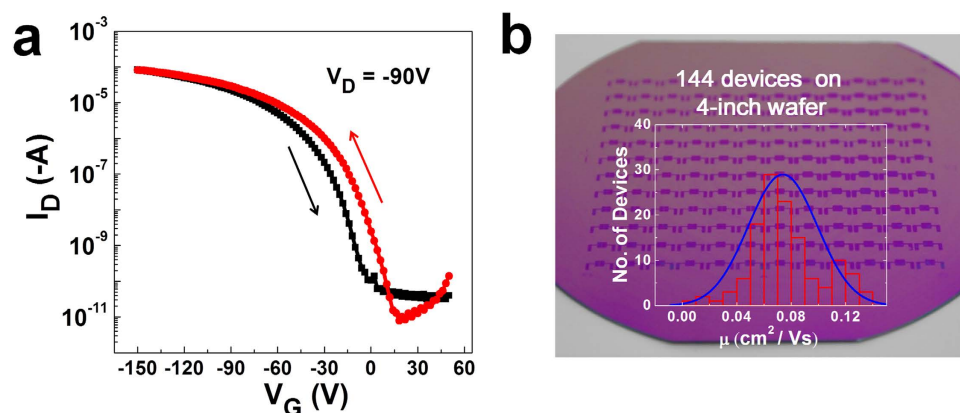 a
10^-3
10^-5
10^-7
10^-9
10^-11
I_D (-A)
V_D = -90V
-150 -120 -90 -60 -30 0 30 60
V_G (V)
b
144 devices on
4-inch wafer
40
30
20
10
0
No. of Devices
0.00 0.04 0.08 0.12
μ (cm^2 / Vs)